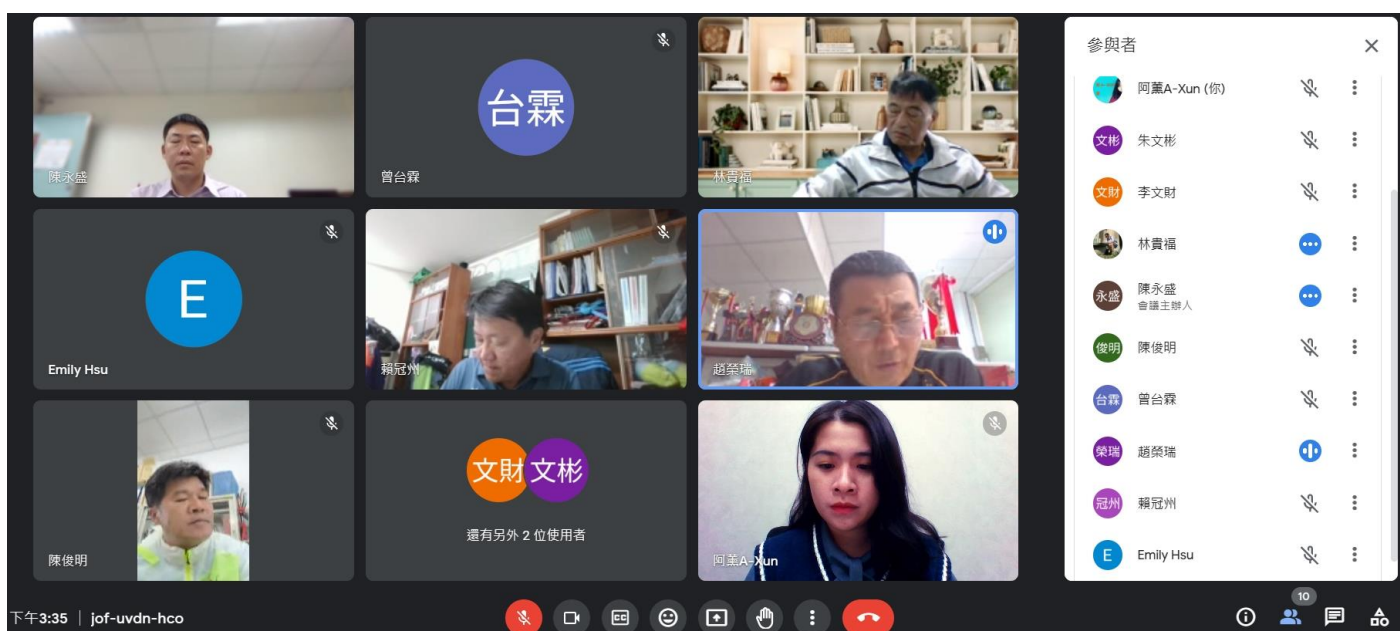 陳永盛
台霖
曾台霖
林貴福
E
Emily Hsu
賴冠州
趙榮瑞
陳俊明
文財 文彬
還有另外 2 位使用者
阿薰A-Xun
參與者
阿薰A-Xun (你)
文彬 朱文彬
文財 李文財
林貴福
永盛 陳永盛
會議主辦人
俊明 陳俊明
台霖 曾台霖
榮瑞 趙榮瑞
冠州 賴冠州
E Emily Hsu
下午3:35 | jof-uvdn-hco
CC
10